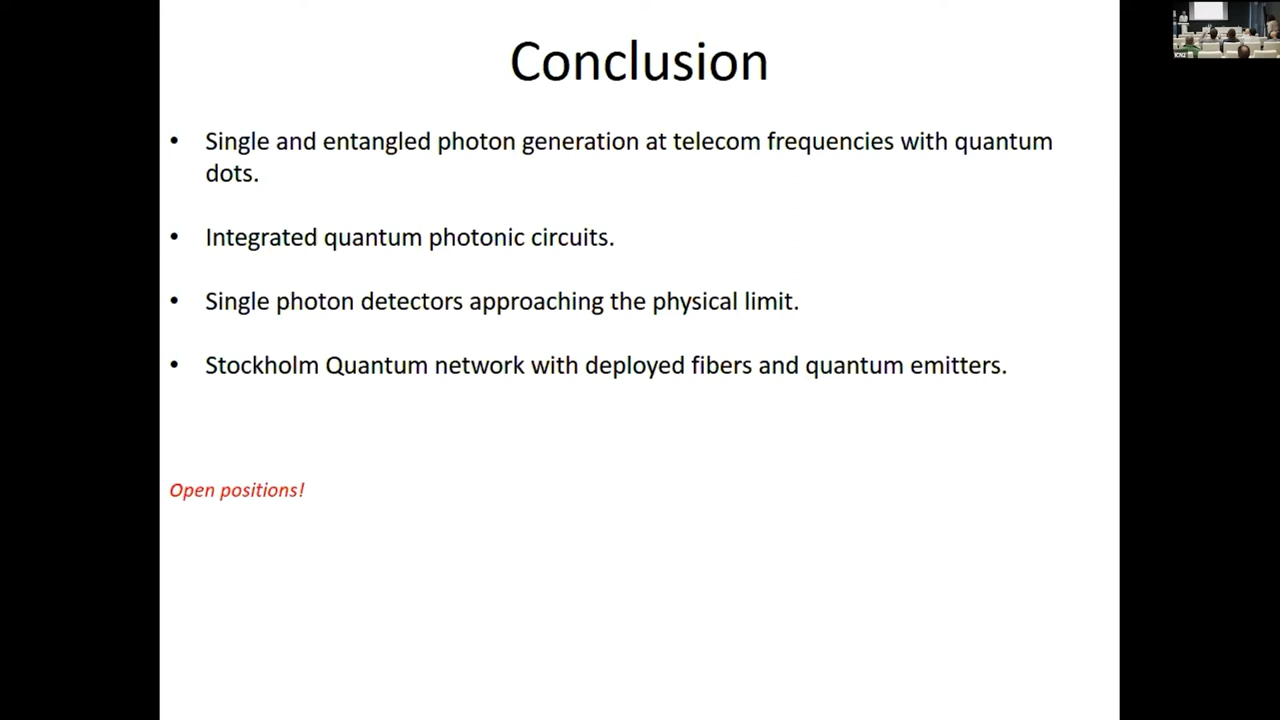 Conclusion
• Single and entangled photon generation at telecom frequencies with quantum
dots.
• Integrated quantum photonic circuits.
• Single photon detectors approaching the physical limit.
• Stockholm Quantum network with deployed fibers and quantum emitters.
Open positions!